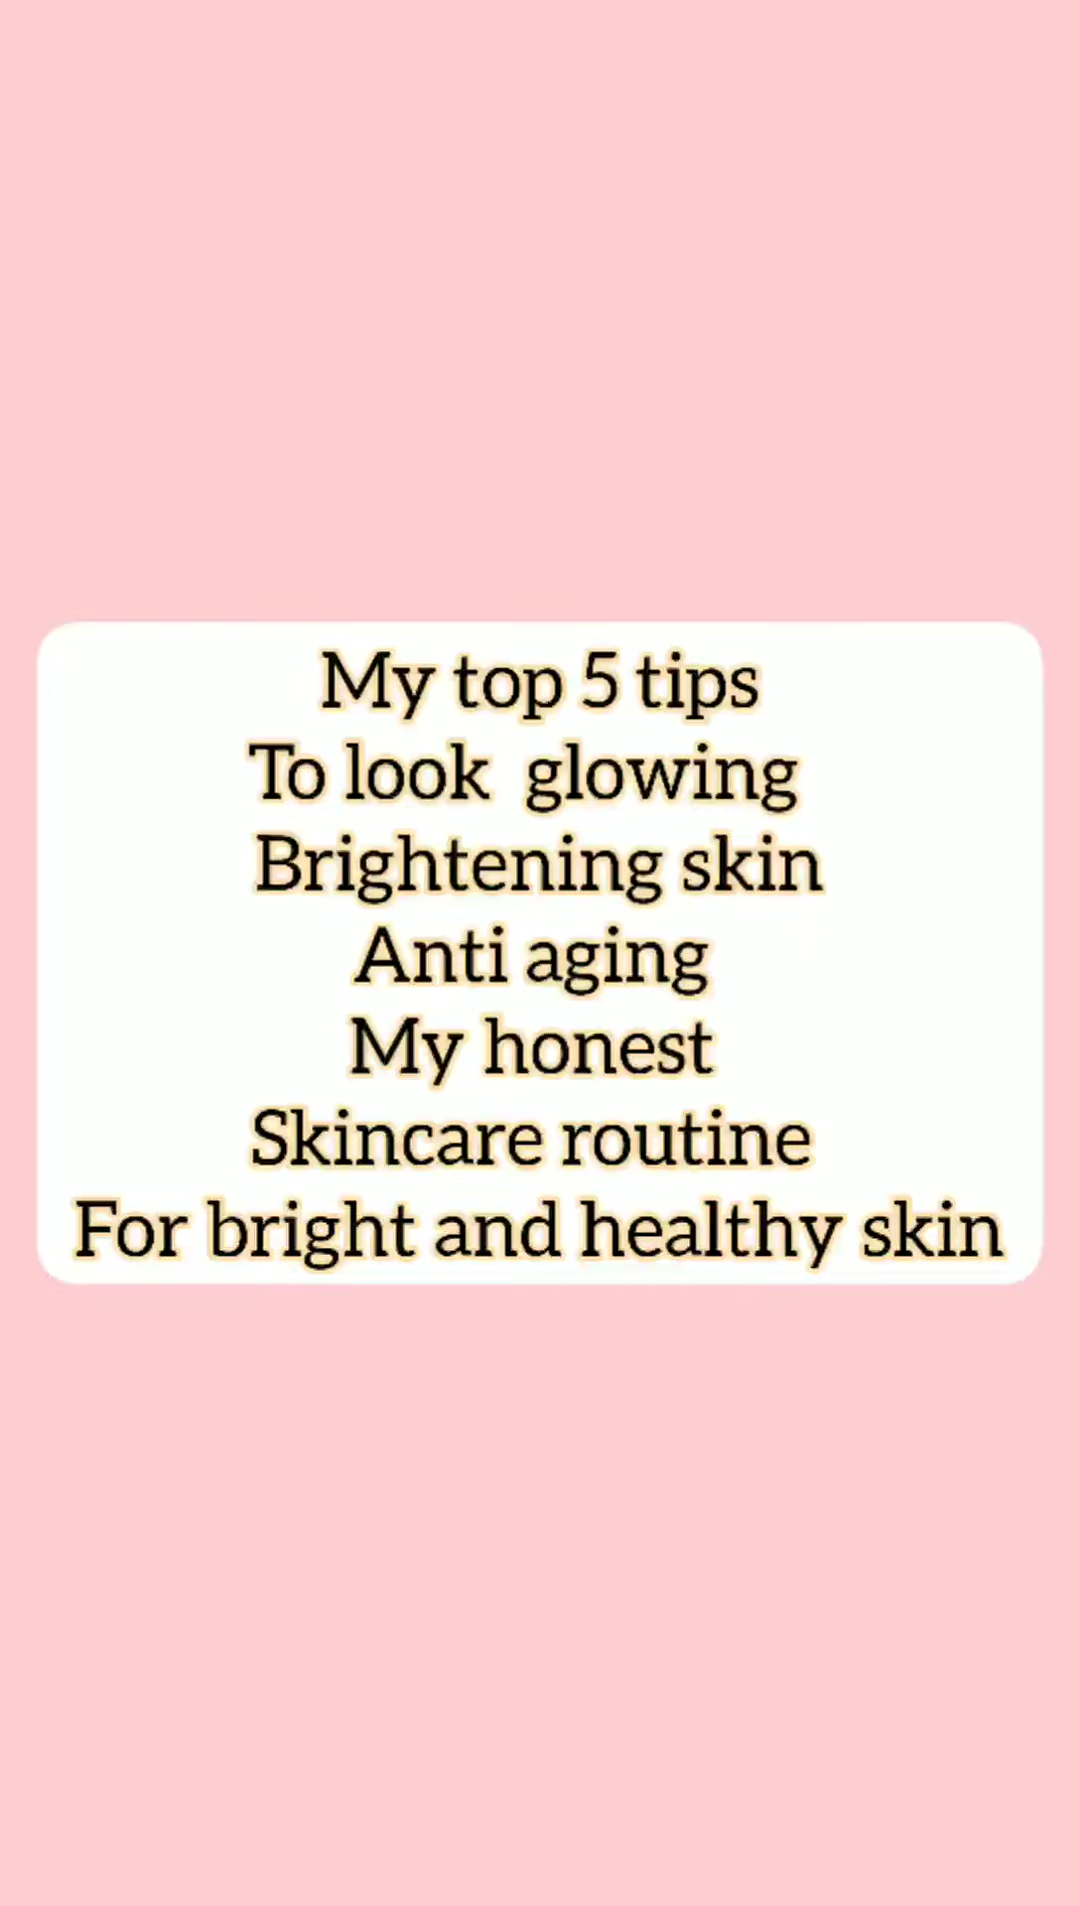 My top 5 tips
To look  glowing
Brightening skin
Anti aging
My honest
Skincare routine
For bright and healthy skin